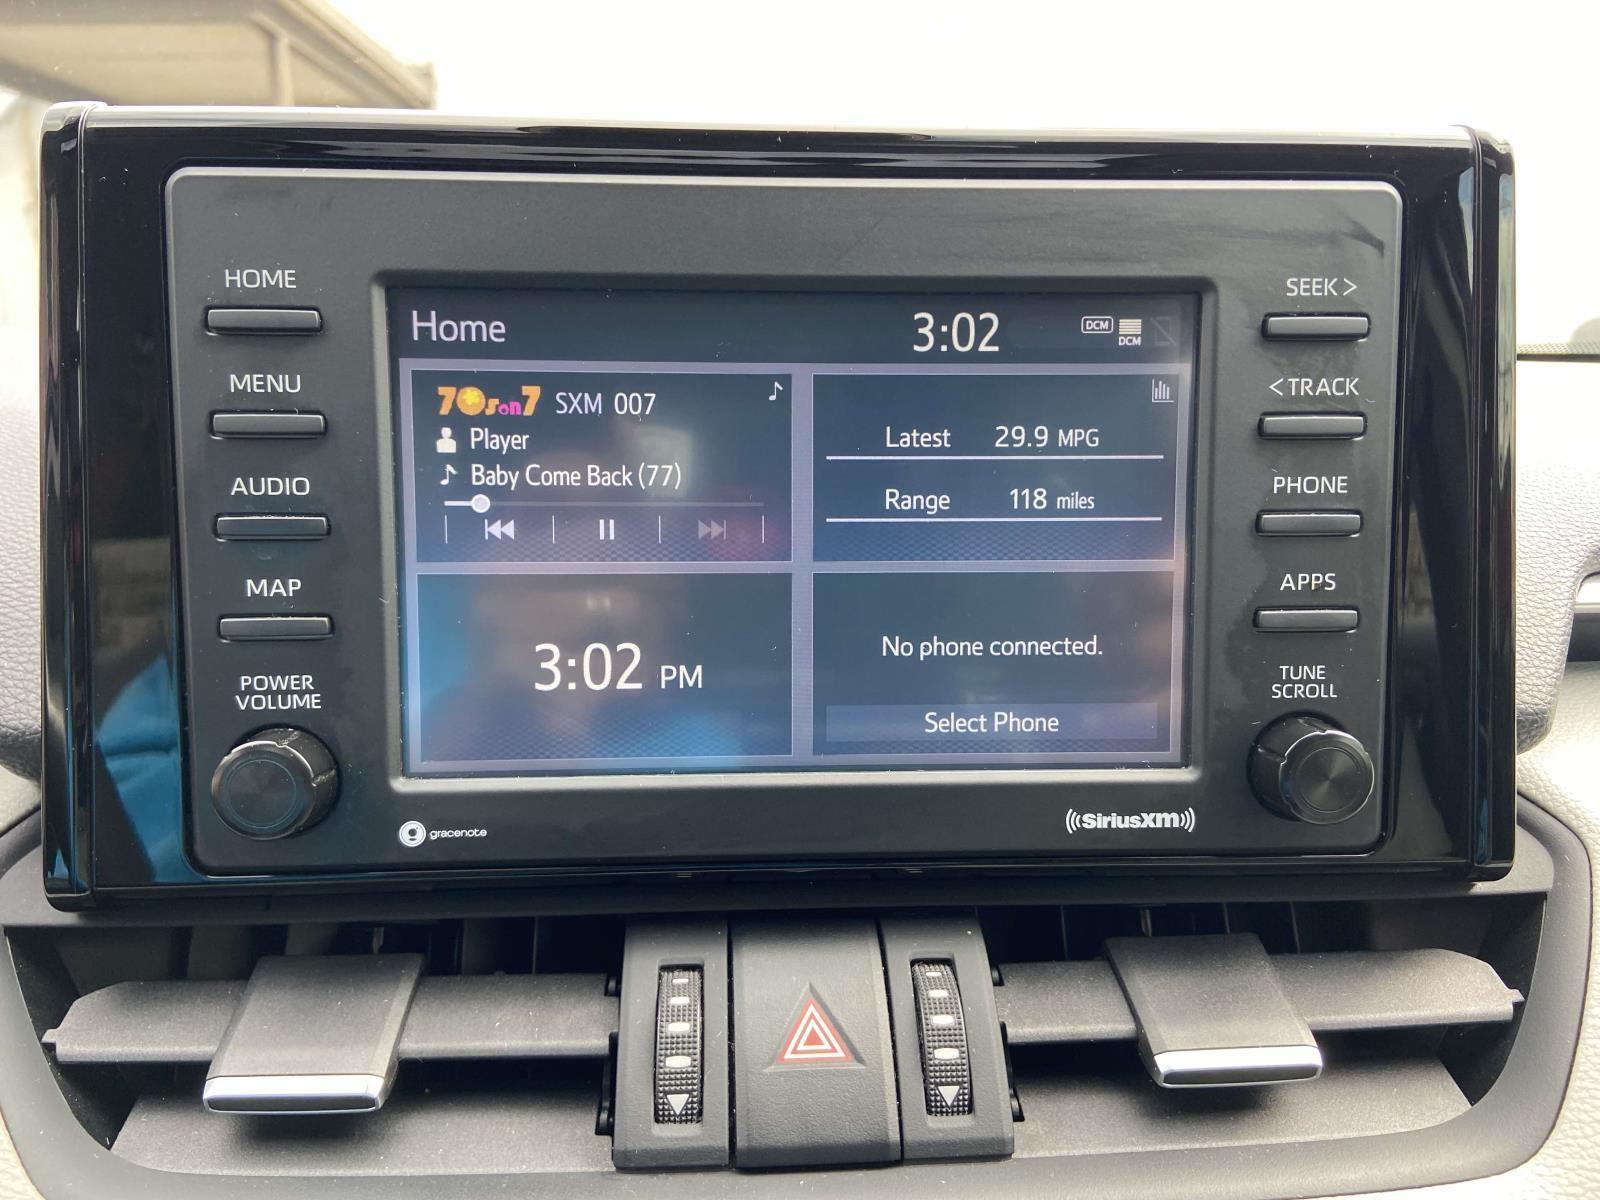 HOME
MENU
AUDIO
MAP
POWER
VOLUME
Home
3:02
DCM
DCM
70s on 7 SXM 007
Player
Baby Come Back (77)
Latest 29.9 MPG
Range 118 miles
3:02 PM
No phone connected.
Select Phone
SEEK >
< TRACK
PHONE
APPS
TUNE
SCROLL
gracenote
((SiriusXM))